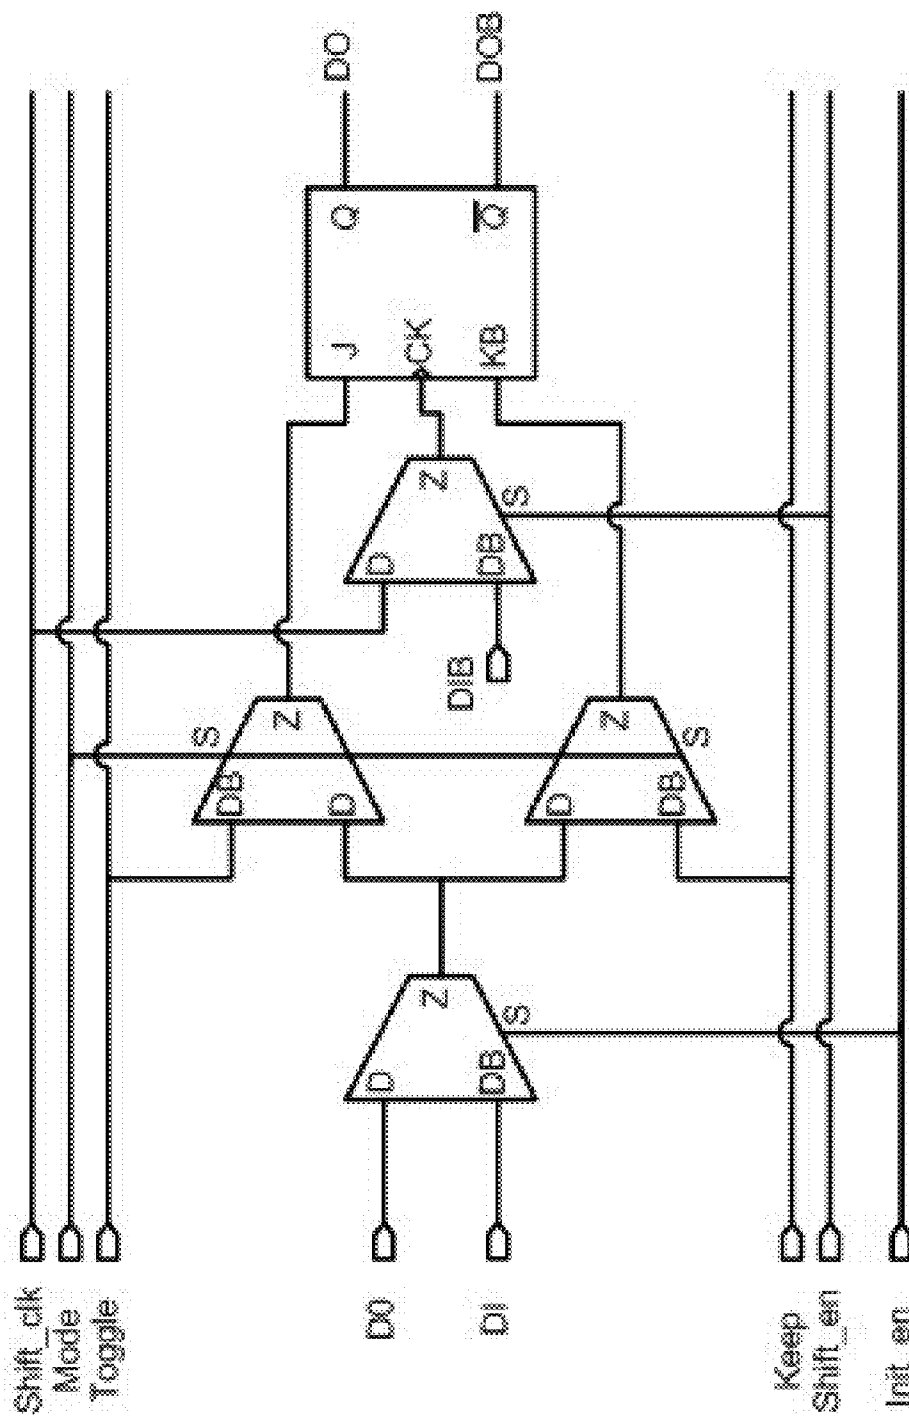 Shift_clk
Mode
Toggle
D0
DI
Keep
Shift_en
Init_en
D
DB
Z
S
DB
D
Z
S
D
DB
Z
S
DIB
D
DB
Z
S
J
CK
KB
Q
Q̅
DO
DOB